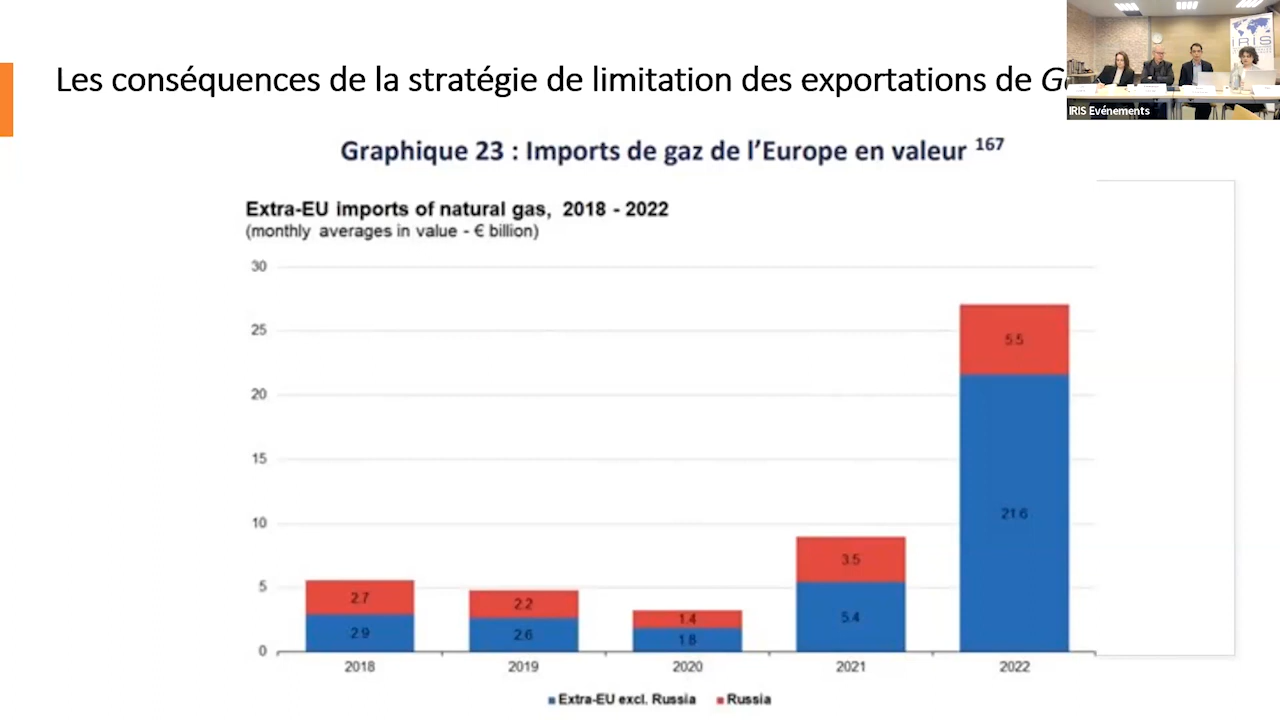 Les conséquences de la stratégie de limitation des exportations de G
IRIS
IRIS Evénements
Graphique 23 : Imports de gaz de l'Europe en valeur 167
Extra-EU imports of natural gas, 2018 - 2022
(monthly averages in value - € billion)
30
25
20
15
10
5
0
2.7
2.9
2.2
2.6
1.4
1.8
3.5
5.4
5.5
21.6
2018
2019
2020
2021
2022
Extra-EU excl. Russia
Russia